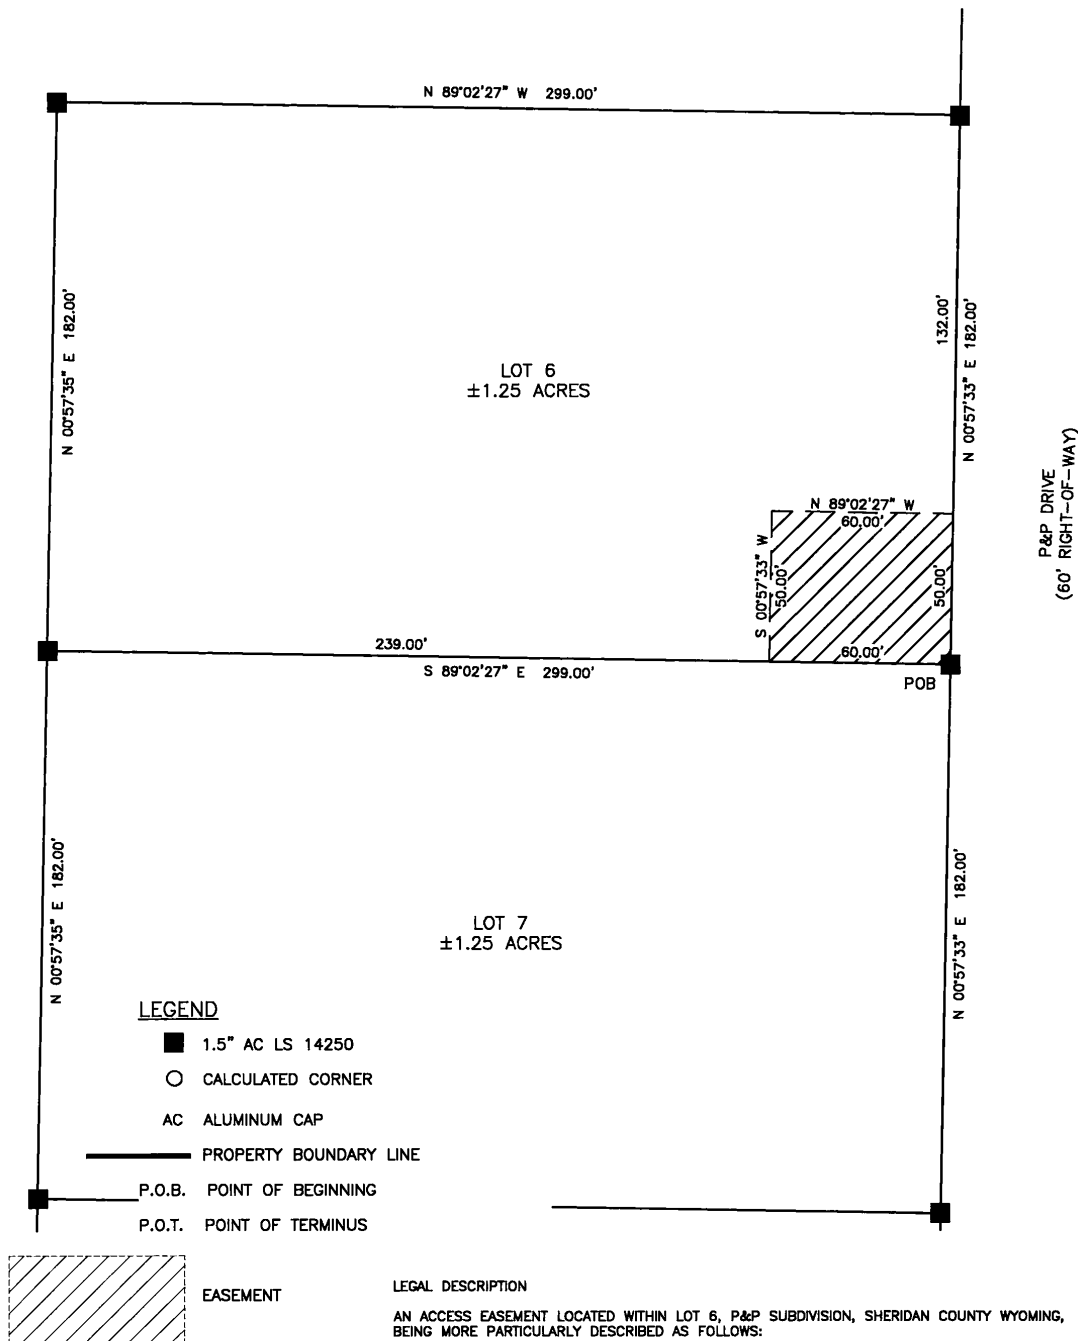 N 89°02'27" W 299.00'
N 00°57'35" E 182.00'
132.00'
N 00°57'33" E 182.00'
LOT 6
±1.25 ACRES
P&P DRIVE
(60' RIGHT-OF-WAY)
N 89°02'27" W
60.00'
S 00°57'33" W
50.00'
50.00'
60.00'
239.00'
S 89°02'27" E 299.00'
POB
N 00°57'35" E 182.00'
N 00°57'33" E 182.00'
LOT 7
±1.25 ACRES
LEGEND
1.5" AC LS 14250
CALCULATED CORNER
AC ALUMINUM CAP
PROPERTY BOUNDARY LINE
P.O.B. POINT OF BEGINNING
P.O.T. POINT OF TERMINUS
EASEMENT
LEGAL DESCRIPTION
AN ACCESS EASEMENT LOCATED WITHIN LOT 6, P&P SUBDIVISION, SHERIDAN COUNTY WYOMING,
BEING MORE PARTICULARLY DESCRIBED AS FOLLOWS: